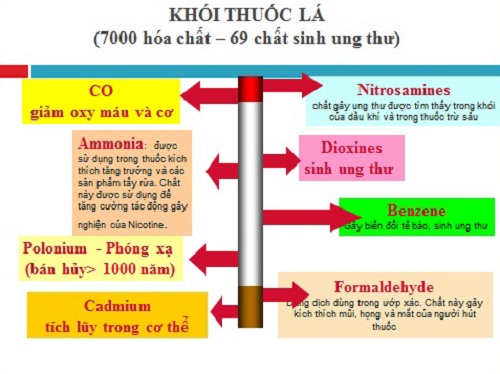 KHÓI THUỐC LÁ
(7000 hóa chất – 69 chất sinh ung thư)
CO
giảm oxy máu và cơ
Nitrosamines
chất gây ung thư được tìm thấy trong khói
của dầu khí và trong thuốc trừ sâu
Ammonia: được
sử dụng trong thuốc kích
thích tăng trưởng và các
sản phẩm tẩy rửa. Chất
này được sử dụng để
tăng cường tác động gây
nghiện của Nicotine.
Dioxines
sinh ung thư
Benzene
Gây biến đổi tế bào, sinh ung thư
Polonium - Phóng xạ
(bán hủy> 1000 năm)
Formaldehyde
dịch dùng trong ướp xác. Chất này gây
kích thích mũi, họng và mắt của người hút
thuốc
Cadmium
tích lũy trong cơ thể